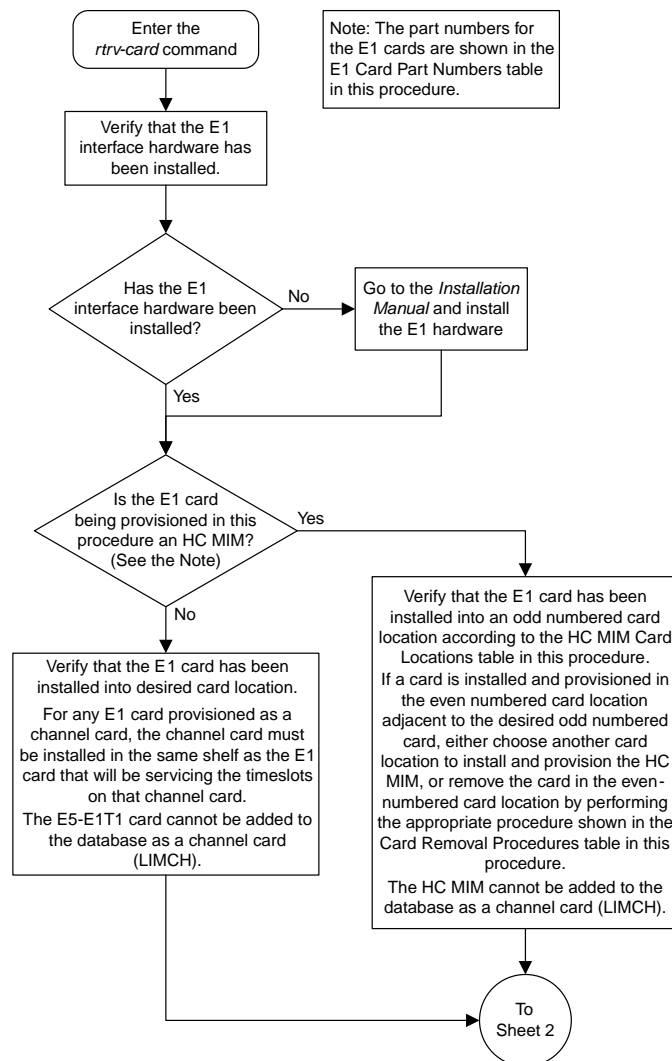 Enter the
rtrv-card command
Note: The part numbers for
the E1 cards are shown in the
E1 Card Part Numbers table
in this procedure.
Verify that the E1
interface hardware has
been installed.
Has the E1
interface hardware been
installed?
No
Go to the Installation
Manual and install
the E1 hardware
Yes
Is the E1 card
being provisioned in this
procedure an HC MIM?
(See the Note)
Yes
No
Verify that the E1 card has been
installed into desired card location.
For any E1 card provisioned as a
channel card, the channel card must
be installed in the same shelf as the E1
card that will be servicing the timeslots
on that channel card.
The E5-E1T1 card cannot be added to
the database as a channel card
(LIMCH).
Verify that the E1 card has been
installed into an odd numbered card
location according to the HC MIM Card
Locations table in this procedure.
If a card is installed and provisioned in
the even numbered card location
adjacent to the desired odd numbered
card, either choose another card
location to install and provision the HC
MIM, or remove the card in the even-
numbered card location by performing
the appropriate procedure shown in the
Card Removal Procedures table in this
procedure.
The HC MIM cannot be added to the
database as a channel card (LIMCH).
To
Sheet 2